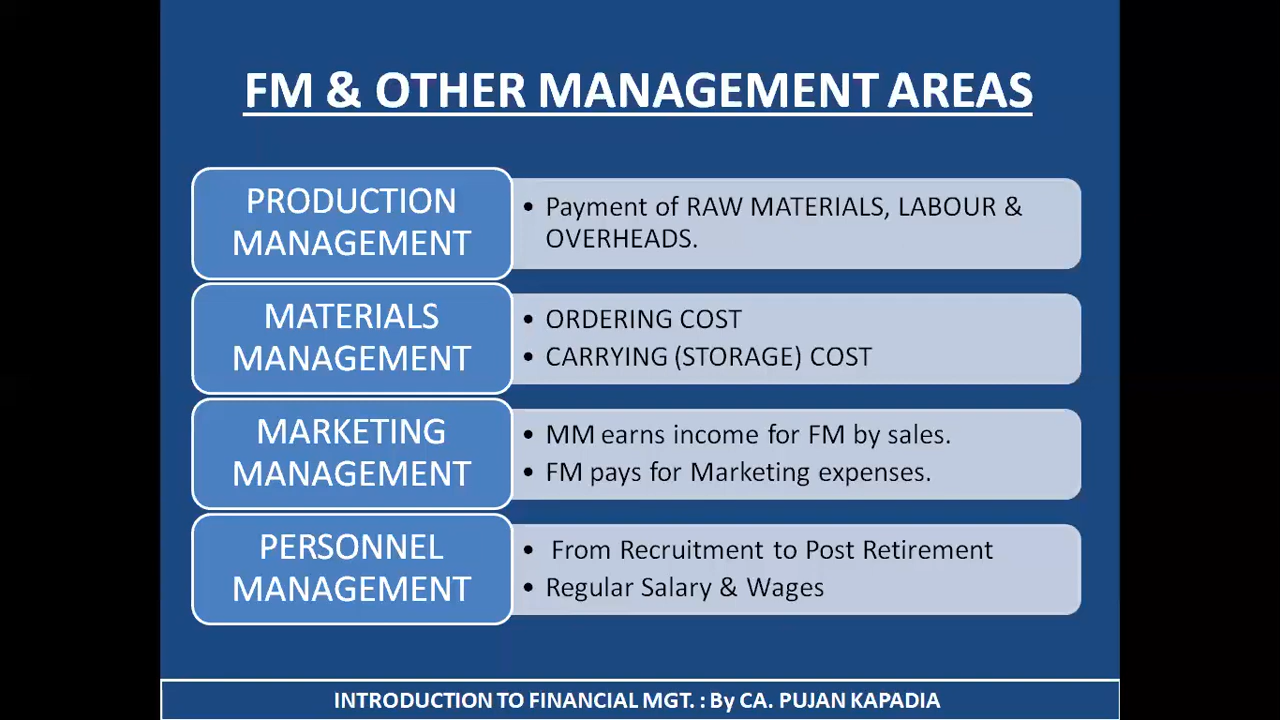 FM & OTHER MANAGEMENT AREAS
PRODUCTION
MANAGEMENT
• Payment of RAW MATERIALS, LABOUR &
OVERHEADS.
MATERIALS
MANAGEMENT
• ORDERING COST
• CARRYING (STORAGE) COST
MARKETING
MANAGEMENT
• MM earns income for FM by sales.
• FM pays for Marketing expenses.
PERSONNEL
MANAGEMENT
• From Recruitment to Post Retirement
• Regular Salary & Wages
INTRODUCTION TO FINANCIAL MGT. : By CA. PUJAN KAPADIA